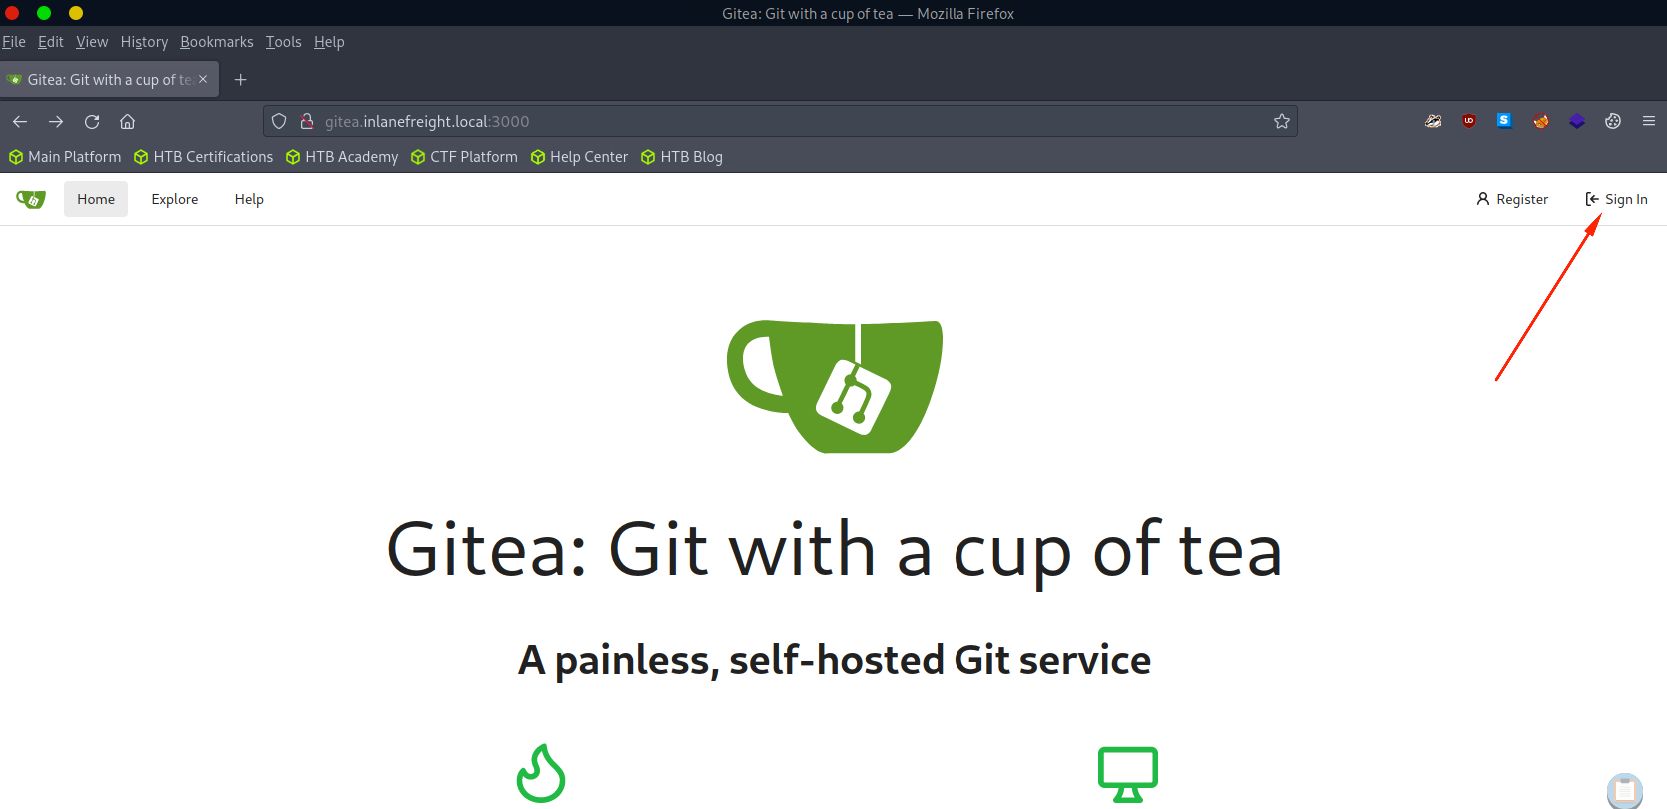 Gitea: Git with a cup of tea — Mozilla Firefox
File Edit View History Bookmarks Tools Help
Gitea: Git with a cup of te
gitea.inlanefreight.local:3000
Main Platform HTB Certifications HTB Academy CTF Platform Help Center HTB Blog
Home Explore Help Register Sign In
Gitea: Git with a cup of tea
A painless, self-hosted Git service